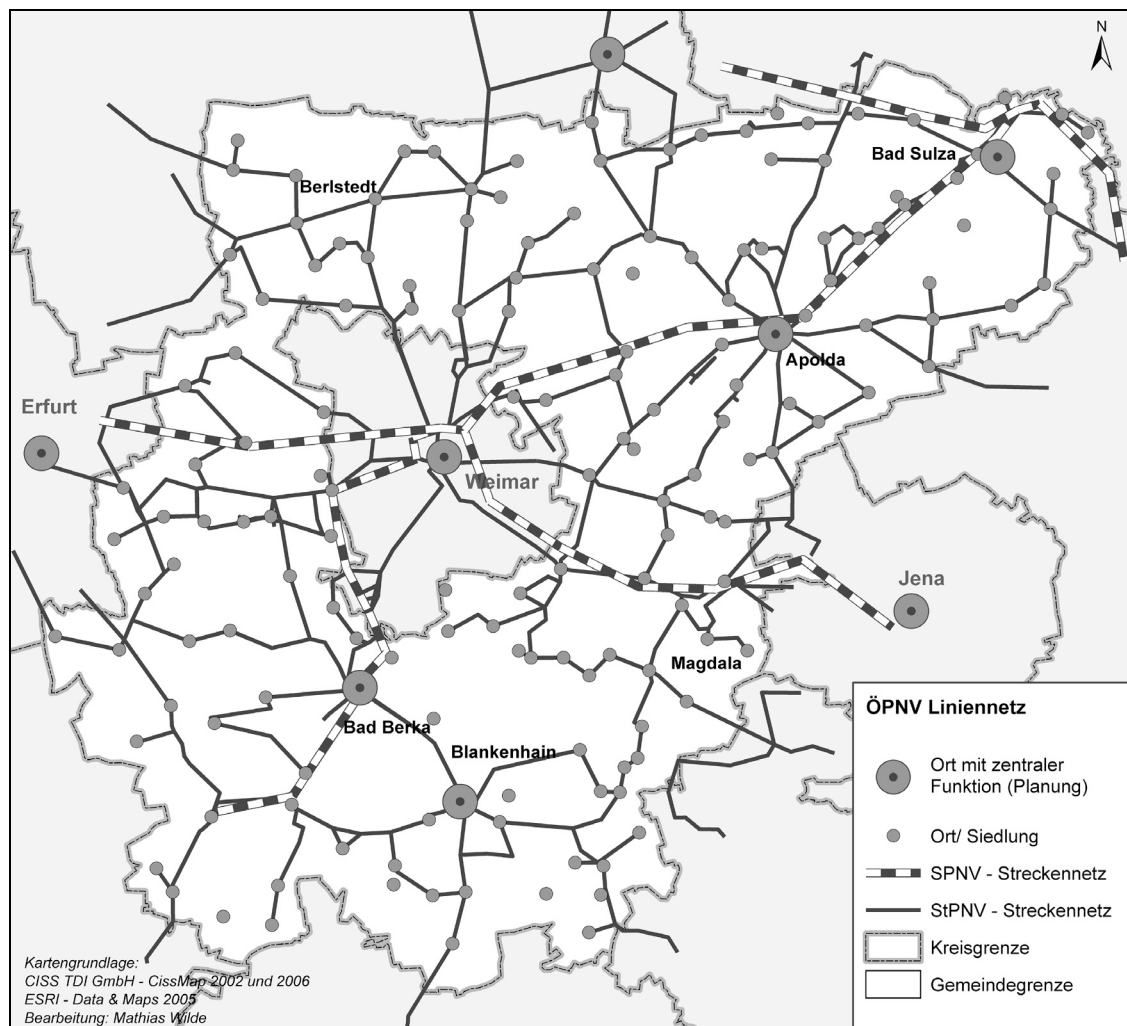 N
Bad Sulza
Berlstedt
Apolda
Erfurt
Weimar
Jena
Magdala
Bad Berka
Blankenhain
ÖPNV Liniennetz
Ort mit zentraler
Funktion (Planung)
Ort/ Siedlung
SPNV - Streckennetz
StPNV - Streckennetz
Kreisgrenze
Gemeindegrenze
Kartengrundlage:
CISS TDI GmbH - CissMap 2002 und 2006
ESRI - Data & Maps 2005
Bearbeitung: Mathias Wilde